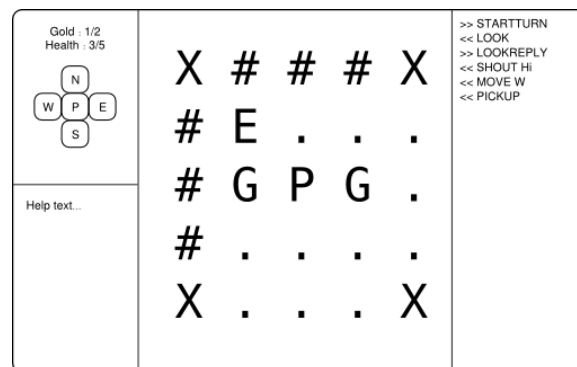 Gold : 1/2
Health : 3/5
N
W P E
S
Help text...
X # # # X
# E . . .
# G P G .
# . . . .
X . . . X
>> STARTTURN
<< LOOK
>> LOOKREPLY
<< SHOUT Hi
<< MOVE W
<< PICKUP